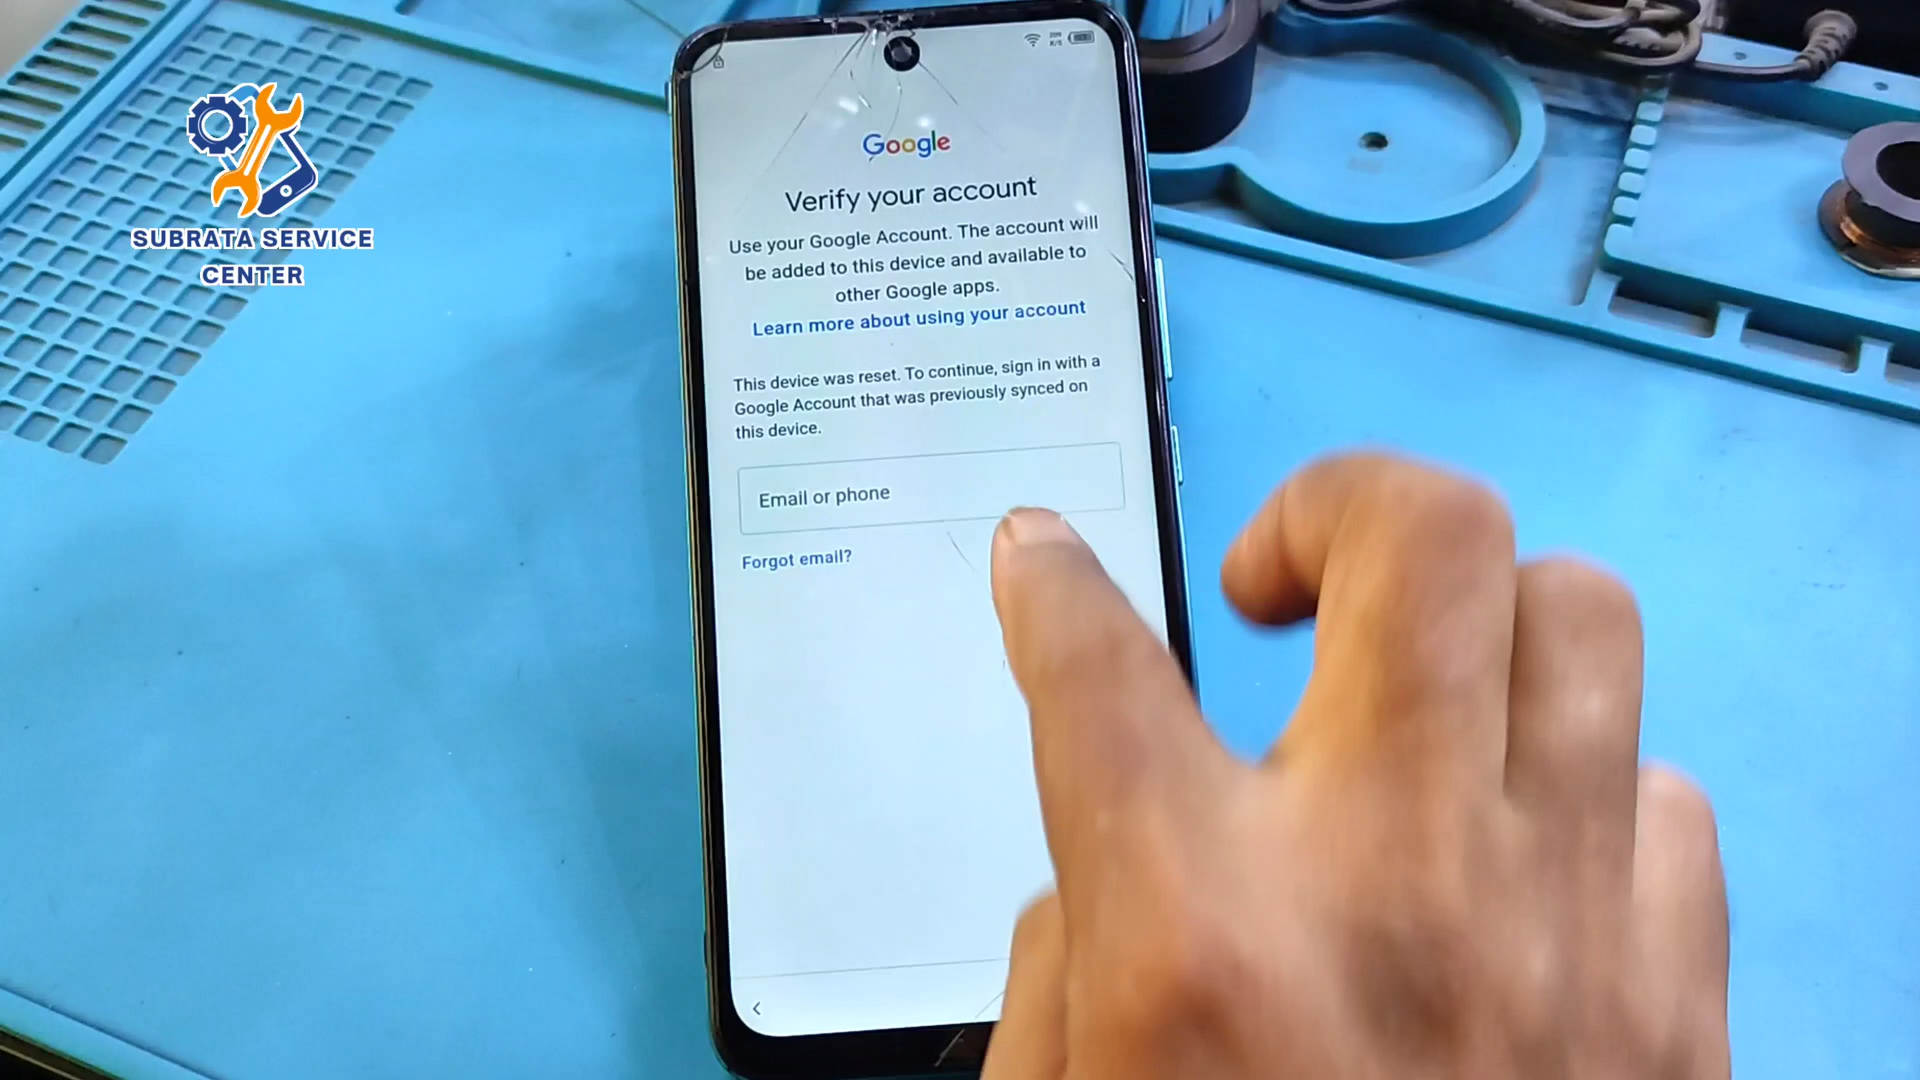 SUBRATA SERVICE
CENTER
Google
Verify your account
Use your Google Account. The account will
be added to this device and available to
other Google apps.
Learn more about using your account
This device was reset. To continue, sign in with a
Google Account that was previously synced on
this device.
Email or phone
Forgot email?